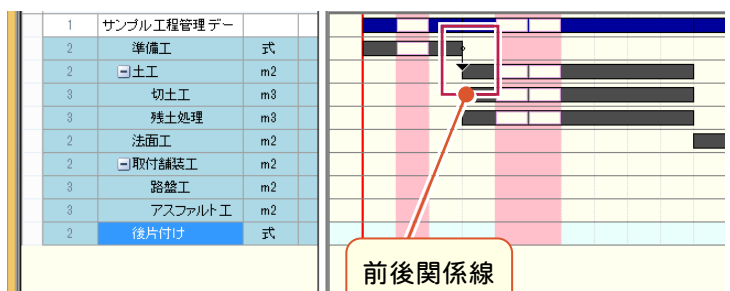 1 サンプル工程管理デー
2 準備工 式
2 土工 m2
3 切土工 m3
3 残土処理 m3
2 法面工 m2
2 取付舗装工 m2
3 路盤工 m2
3 アスファルト工 m2
2 後片付け 式
前後関係線